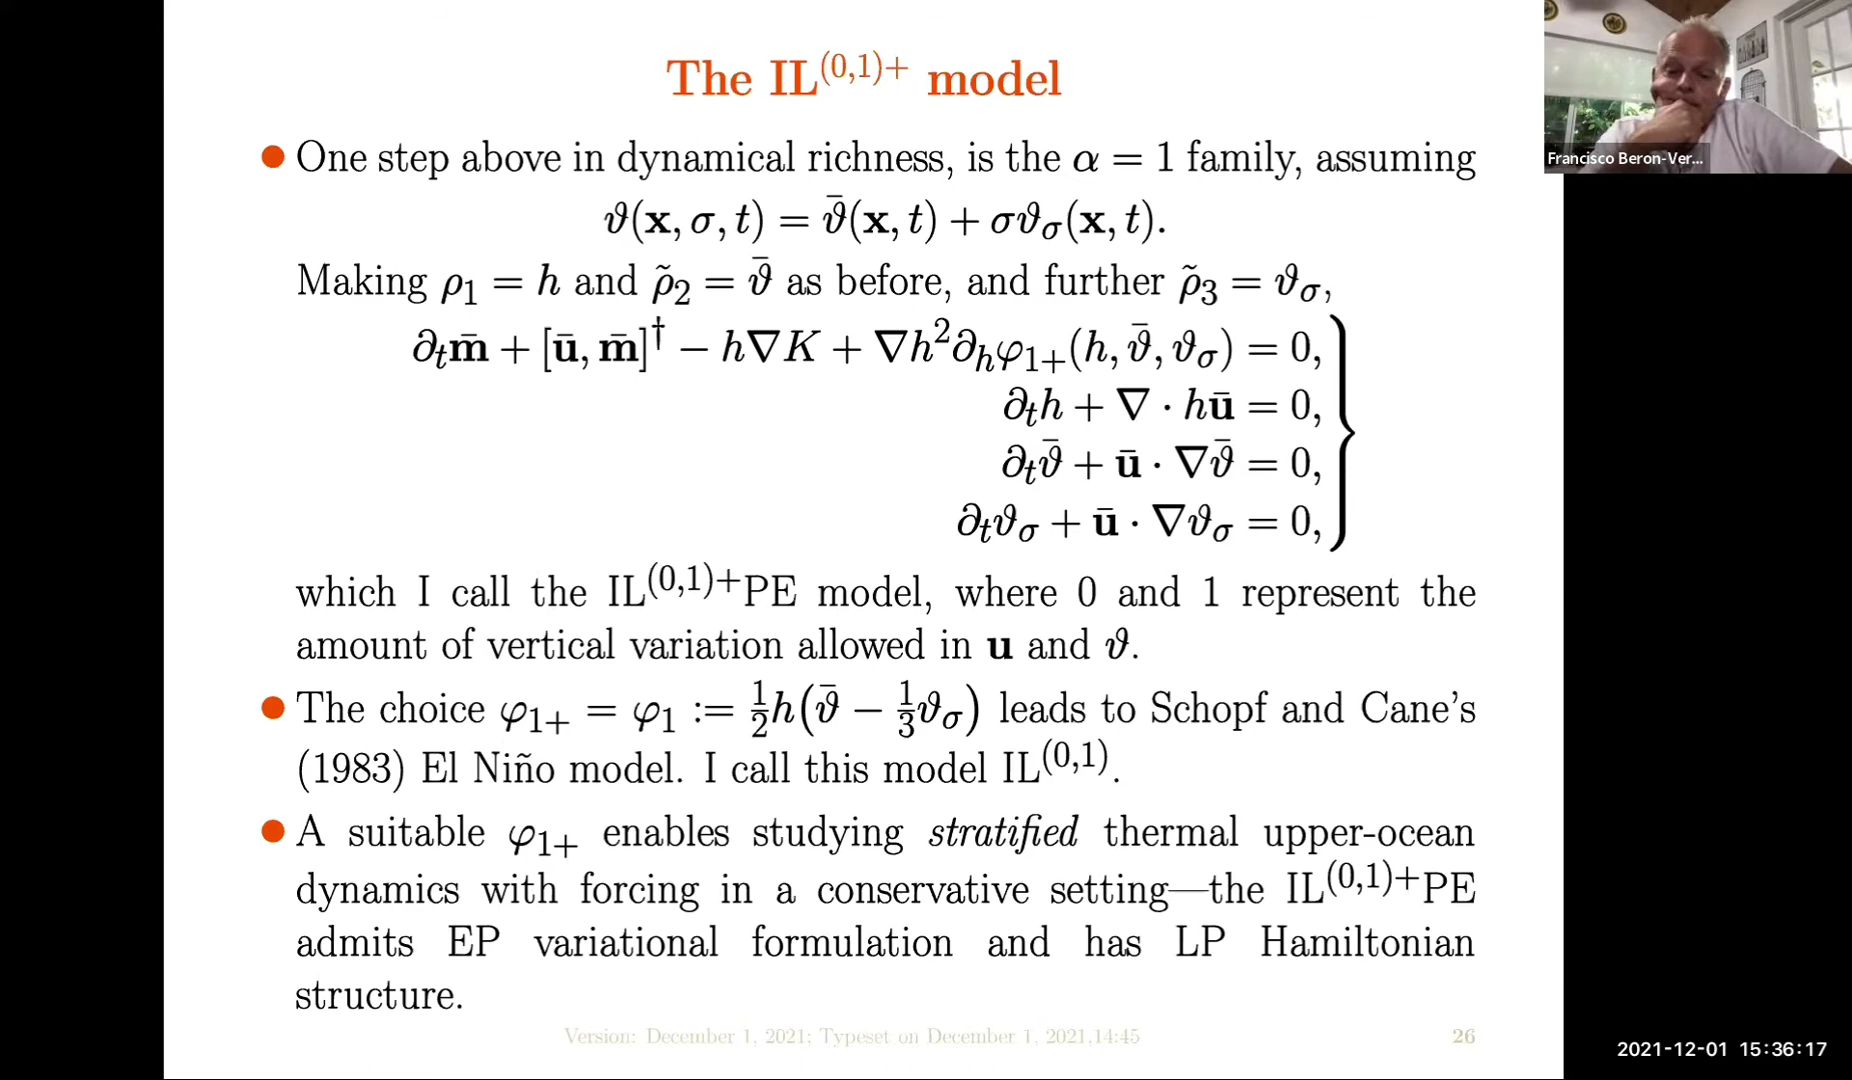 The IL^{(0,1)+} model
● One step above in dynamical richness, is the α = 1 family, assuming
ϑ(x, σ, t) = ϑ̄(x, t) + σϑ_σ(x, t).
Making ρ₁ = h and ρ̃₂ = ϑ̄ as before, and further ρ̃₃ = ϑ_σ,
∂_t m̄ + [ū, m̄]† − h∇K + ∇h²∂_hφ_{1+}(h, ϑ̄, ϑ_σ) = 0,
∂_t h + ∇ · hū = 0,
∂_t ϑ̄ + ū · ∇ϑ̄ = 0,
∂_t ϑ_σ + ū · ∇ϑ_σ = 0,
which I call the IL^{(0,1)+}PE model, where 0 and 1 represent the
amount of vertical variation allowed in u and ϑ.
● The choice φ_{1+} = φ₁ := ½h(ϑ̄ − ⅓ϑ_σ) leads to Schopf and Cane's
(1983) El Niño model. I call this model IL^{(0,1)}.
● A suitable φ_{1+} enables studying stratified thermal upper-ocean
dynamics with forcing in a conservative setting—the IL^{(0,1)+}PE
admits EP variational formulation and has LP Hamiltonian
structure.
Version: December 1, 2021; Typeset on December 1, 2021,14:45
26
Francisco Beron-Ver...
2021-12-01 15:36:17